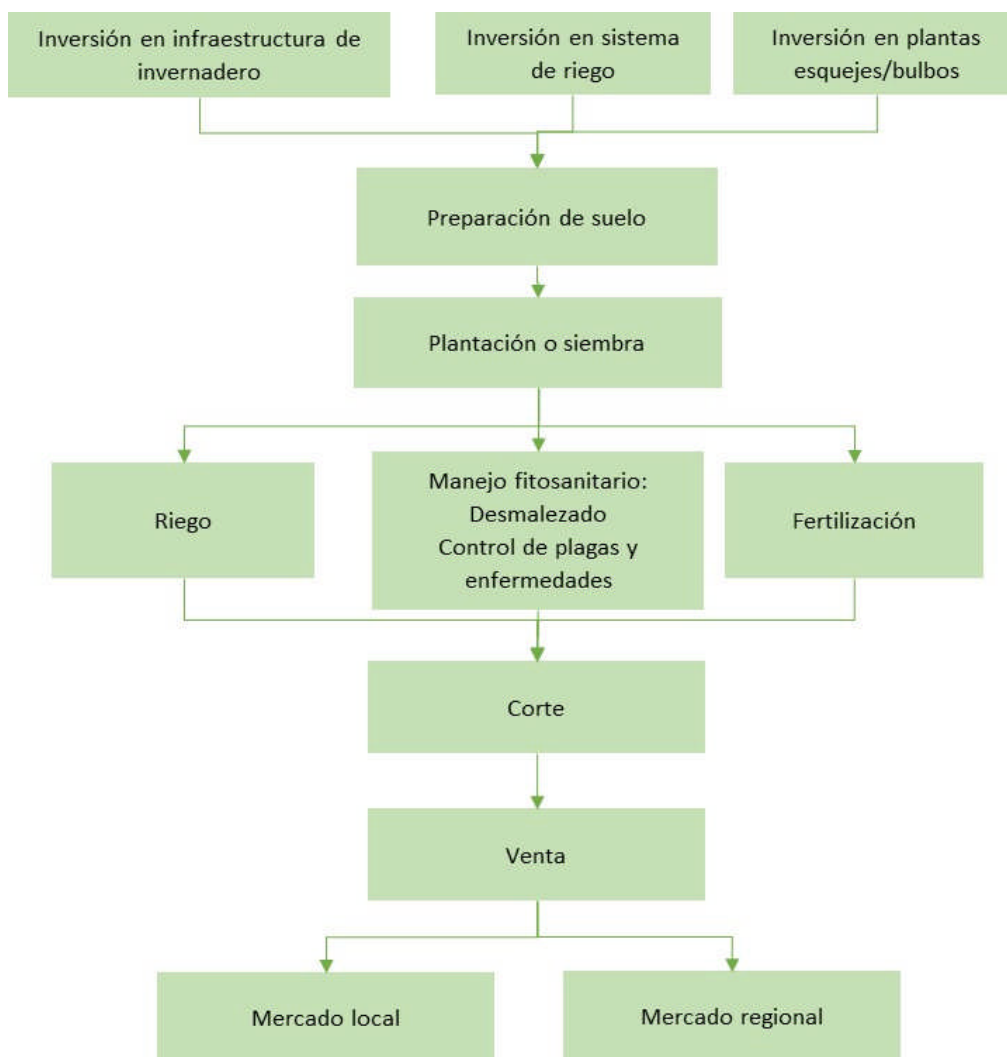 Inversión en infraestructura de
invernadero
Inversión en sistema
de riego
Inversión en plantas
esquejes/bulbos
Preparación de suelo
Plantación o siembra
Riego
Manejo fitosanitario:
Desmalezado
Control de plagas y
enfermedades
Fertilización
Corte
Venta
Mercado local
Mercado regional